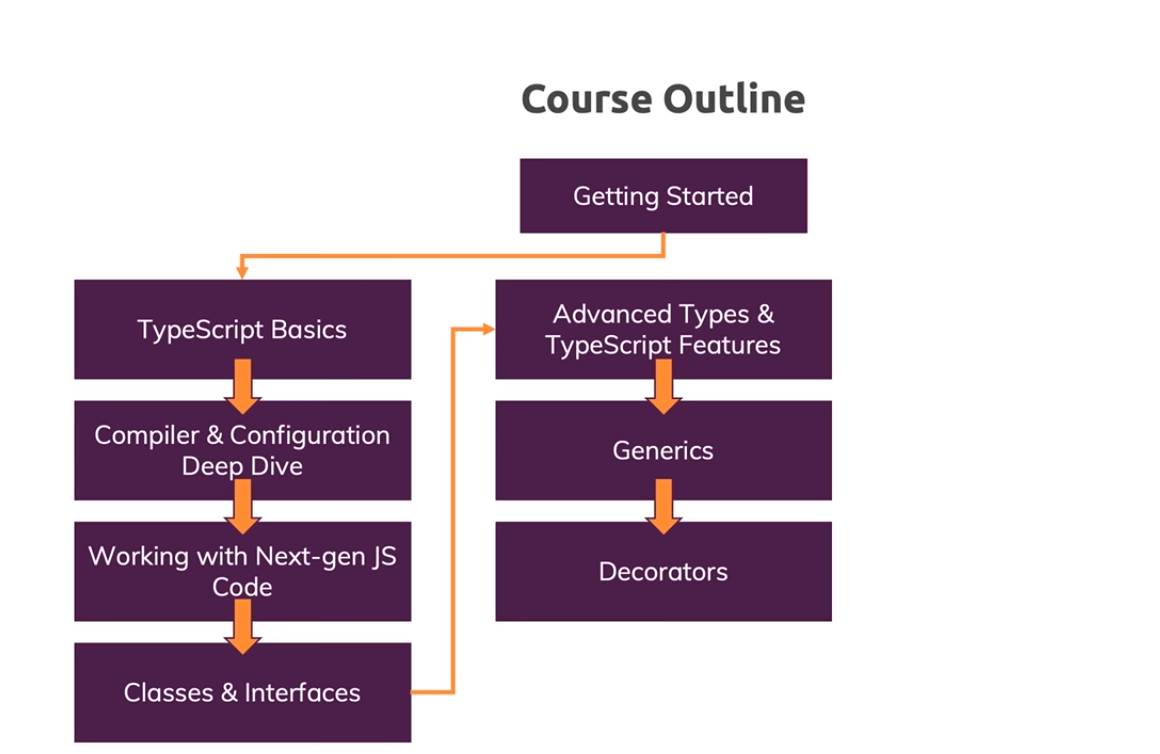 Course Outline
Getting Started
TypeScript Basics
Compiler & Configuration
Deep Dive
Working with Next-gen JS
Code
Classes & Interfaces
Advanced Types &
TypeScript Features
Generics
Decorators